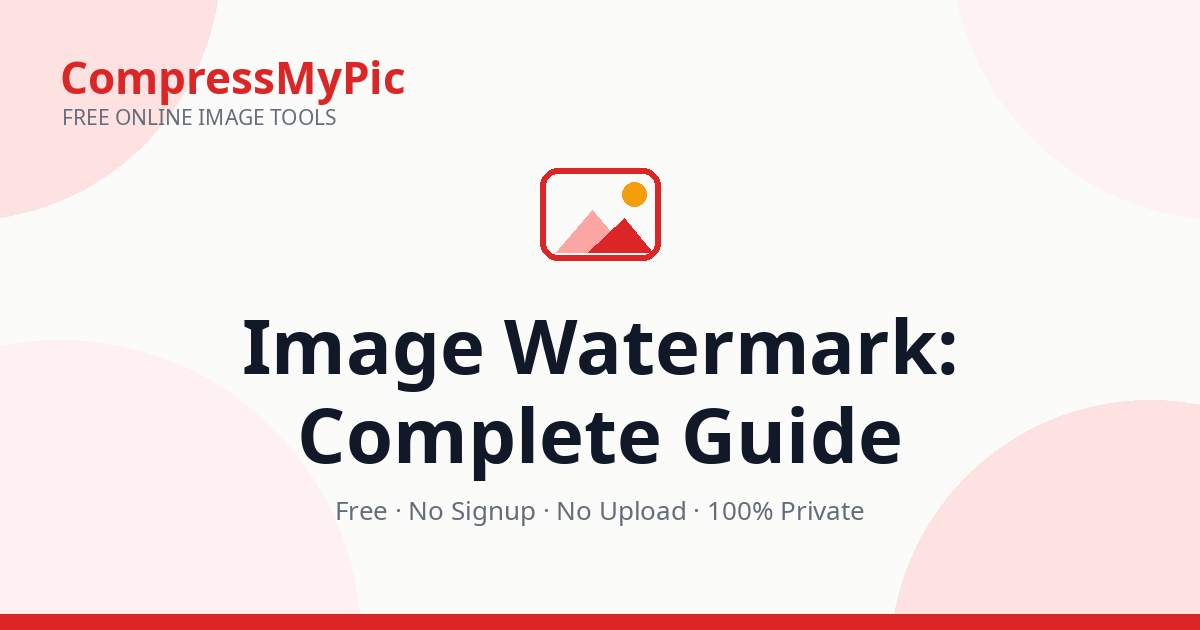 CompressMyPic
FREE ONLINE IMAGE TOOLS
Image Watermark:
Complete Guide
Free · No Signup · No Upload · 100% Private